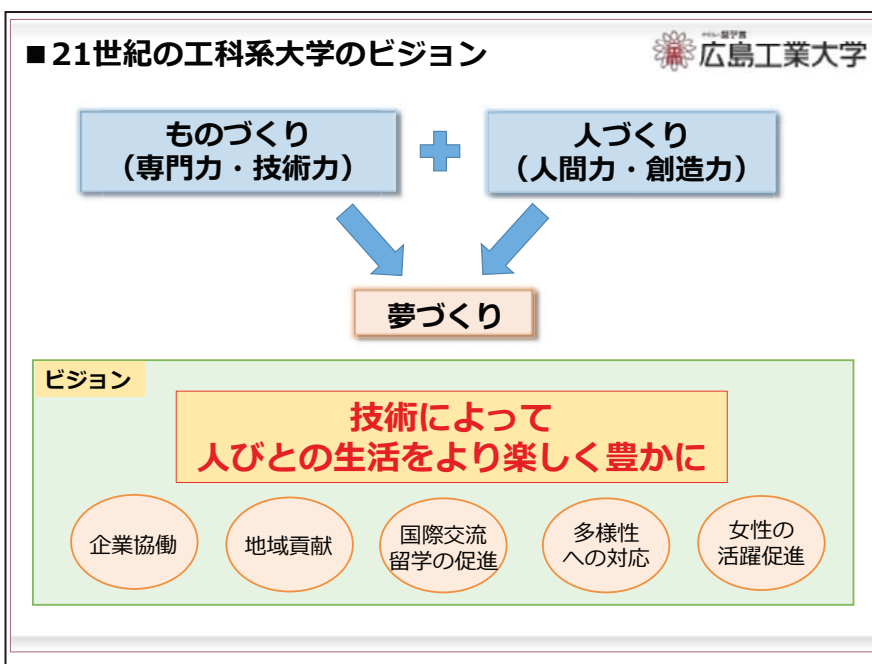 ■21世紀の工科系大学のビジョン
広島工業大学
ものづくり
（専門力・技術力）
人づくり
（人間力・創造力）
夢づくり
ビジョン
技術によって
人びとの生活をより楽しく豊かに
企業協働
地域貢献
国際交流
留学の促進
多様性
への対応
女性の
活躍促進